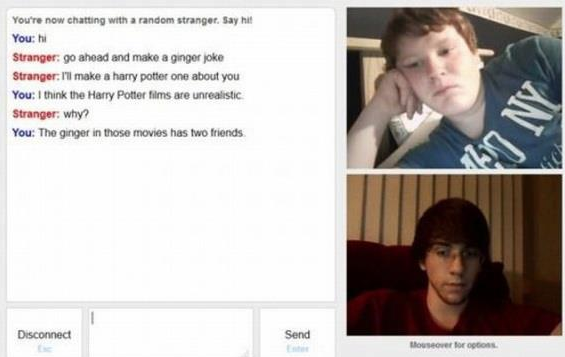 You're now chatting with a random stranger. Say hi!
You: hi
Stranger: go ahead and make a ginger joke
Stranger: I'll make a harry potter one about you
You: I think the Harry Potter films are unrealistic.
Stranger: why?
You: The ginger in those movies has two friends.
NY
Disconnect
Esc
Send
Enter
Mouseover for options.